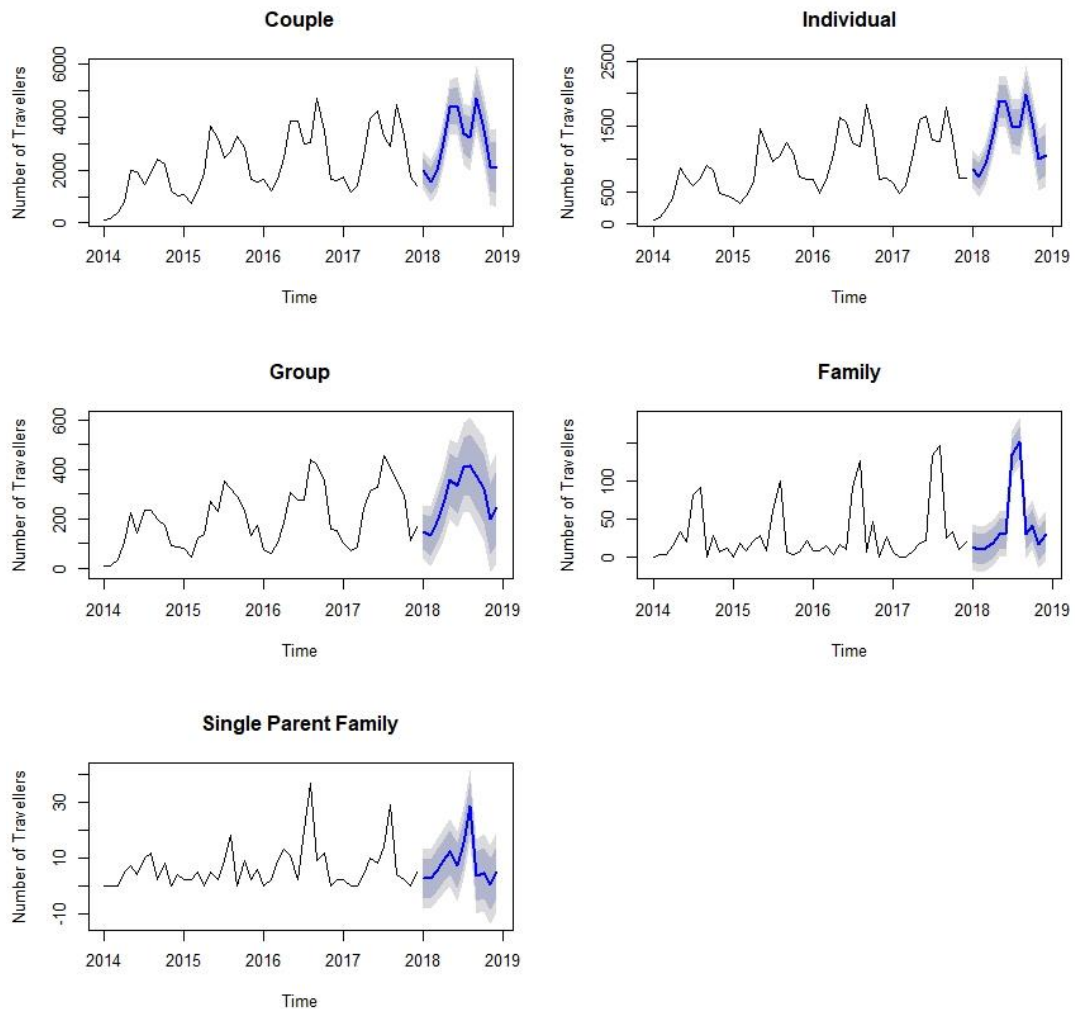 Couple
Number of Travellers
6000
4000
2000
0
2014 2015 2016 2017 2018 2019
Time
Individual
Number of Travellers
2500
1500
500
0
2014 2015 2016 2017 2018 2019
Time
Group
Number of Travellers
600
400
200
0
2014 2015 2016 2017 2018 2019
Time
Family
Number of Travellers
100
50
0
2014 2015 2016 2017 2018 2019
Time
Single Parent Family
Number of Travellers
30
10
-10
2014 2015 2016 2017 2018 2019
Time